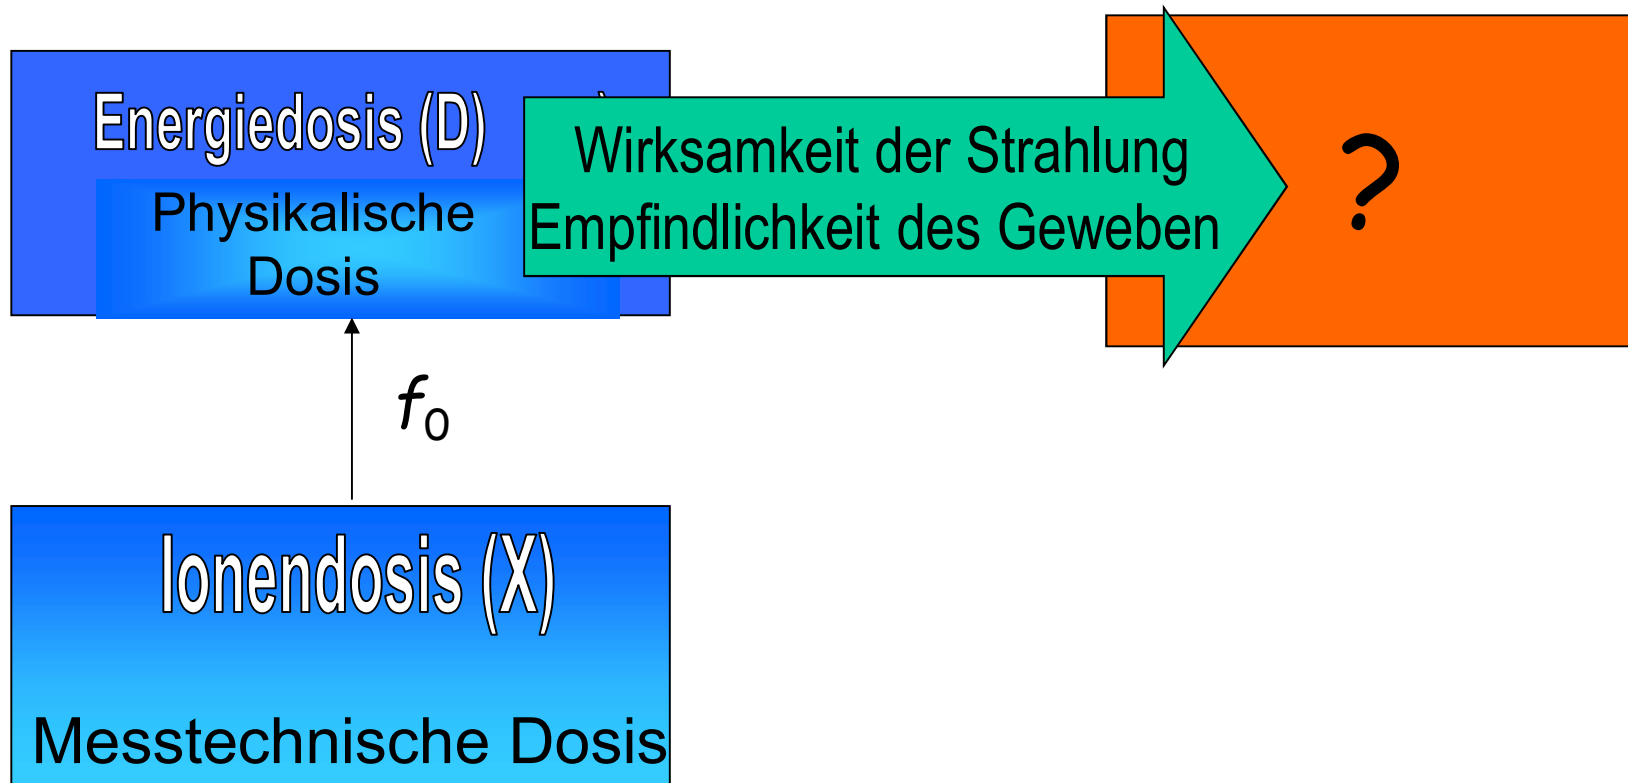 Energiedosis (D)
Physikalische
Dosis
Wirksamkeit der Strahlung
Empfindlichkeit des Geweben
?
f0
Ionendosis (X)
Messtechnische Dosis